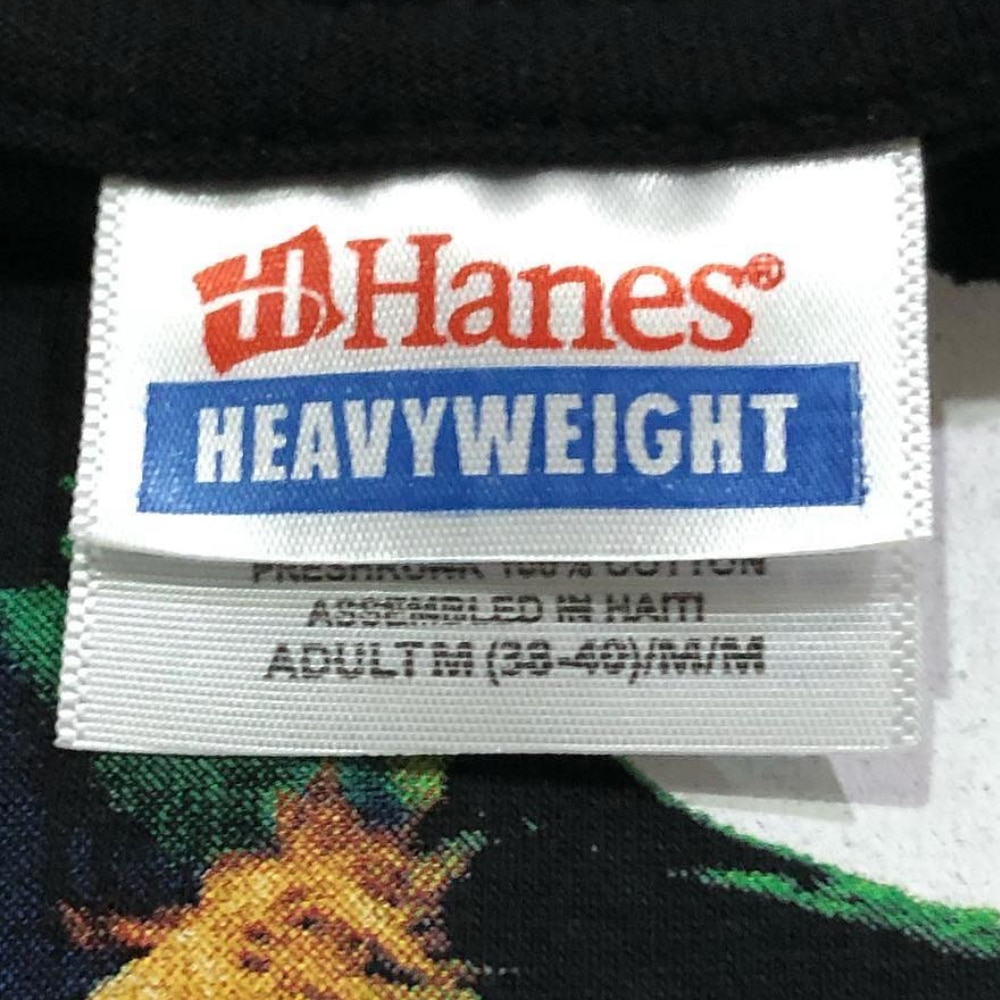 Hanes®
HEAVYWEIGHT
PRESHRUNK 100% COTTON
ASSEMBLED IN HAITI
ADULT M (38-40)/M/M